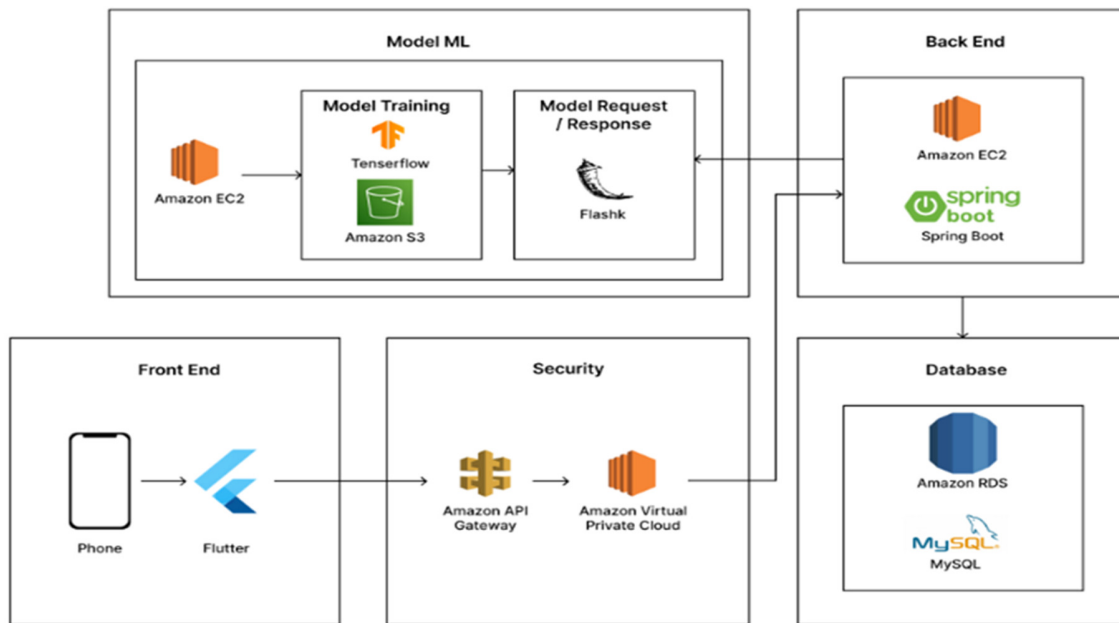 Model ML
Model Training
Tenserflow
Amazon S3
Amazon EC2
Model Request
/ Response
Flashk
Back End
Amazon EC2
spring
boot
Spring Boot
Front End
Phone
Flutter
Security
Amazon API
Gateway
Amazon Virtual
Private Cloud
Database
Amazon RDS
MySQL
MySQL